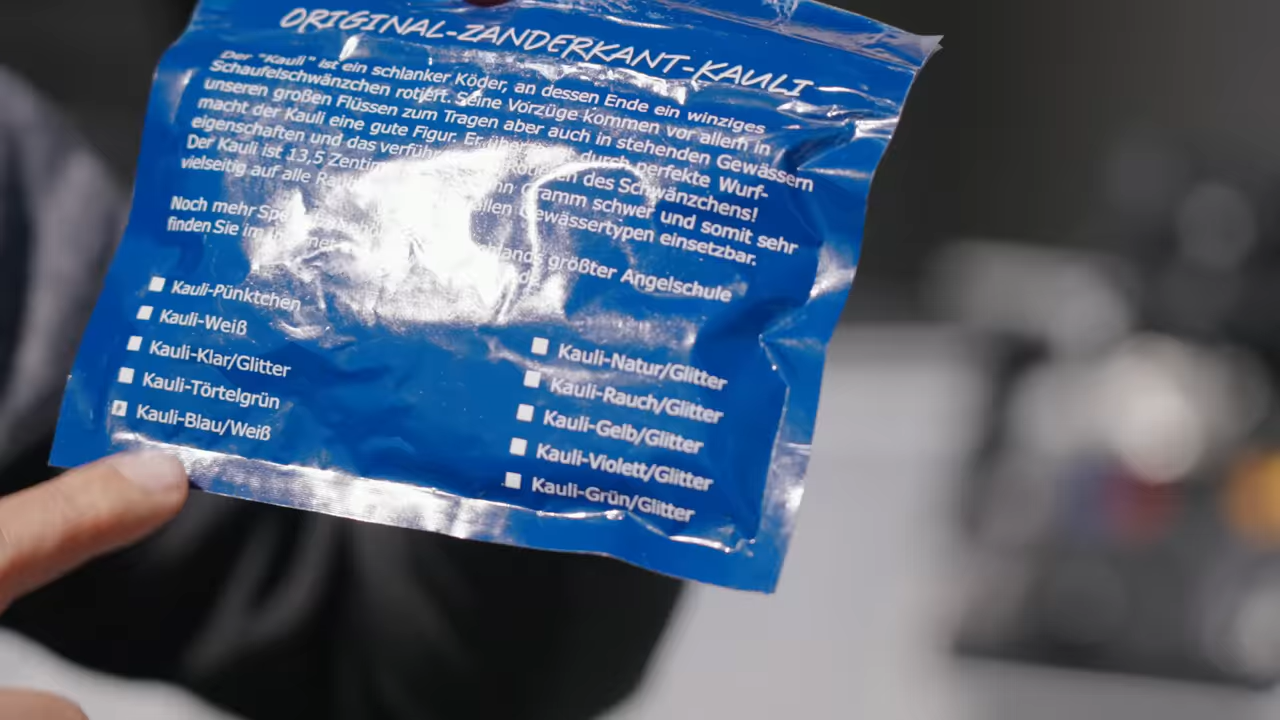 ORIGINAL-ZANDERKANT-KAULI
Der "Kauli" ist ein schlanker Köder, an dessen Ende ein winziges
Schaufelschwänzchen rotiert. Seine Vorzüge kommen vor allem in
unseren großen Flüssen zum Tragen aber auch in stehenden Gewässern
macht der Kauli eine gute Figur. Er durch perfekte Wurf-
eigenschaften und das des Schwänzchens!
Der Kauli ist 13,5 Gramm schwer und somit sehr
vielseitig auf alle allen Gewässertypen einsetzbar.
Noch mehr größter Angelschule
finden Sie im
Kauli-Pünktchen
Kauli-Weiß
Kauli-Klar/Glitter
Kauli-Törtelgrün
Kauli-Blau/Weiß
Kauli-Natur/Glitter
Kauli-Rauch/Glitter
Kauli-Gelb/Glitter
Kauli-Violett/Glitter
Kauli-Grün/Glitter